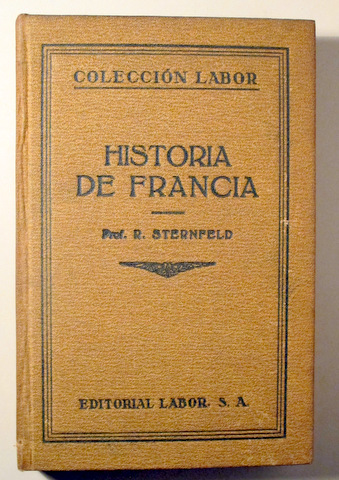 COLECCIÓN LABOR
HISTORIA
DE FRANCIA
Prof. R. STERNFELD
EDITORIAL LABOR. S. A.